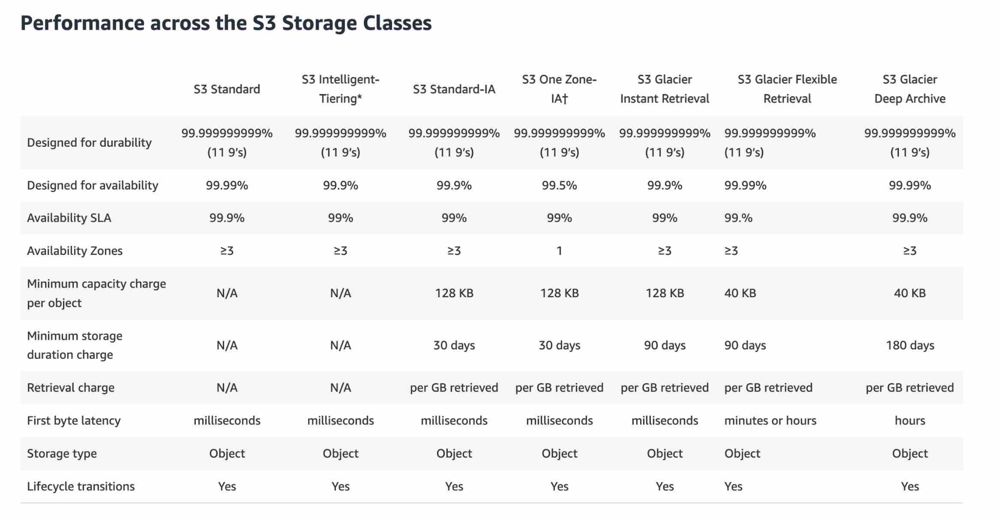 Performance across the S3 Storage Classes
S3 Standard
S3 Intelligent-
Tiering*
S3 Standard-IA
S3 One Zone-
IA†
S3 Glacier
Instant Retrieval
S3 Glacier Flexible
Retrieval
S3 Glacier
Deep Archive
Designed for durability
99.999999999%
(11 9's)
99.999999999%
(11 9's)
99.999999999%
(11 9's)
99.999999999%
(11 9's)
99.999999999%
(11 9's)
99.999999999%
(11 9's)
99.999999999%
(11 9's)
Designed for availability 99.99% 99.9% 99.9% 99.5% 99.9% 99.99% 99.99%
Availability SLA 99.9% 99% 99% 99% 99% 99.% 99.9%
Availability Zones ≥3 ≥3 ≥3 1 ≥3 ≥3 ≥3
Minimum capacity charge
per object
N/A N/A 128 KB 128 KB 128 KB 40 KB 40 KB
Minimum storage
duration charge
N/A N/A 30 days 30 days 90 days 90 days 180 days
Retrieval charge N/A N/A per GB retrieved per GB retrieved per GB retrieved per GB retrieved per GB retrieved
First byte latency milliseconds milliseconds milliseconds milliseconds milliseconds minutes or hours hours
Storage type Object Object Object Object Object Object Object
Lifecycle transitions Yes Yes Yes Yes Yes Yes Yes